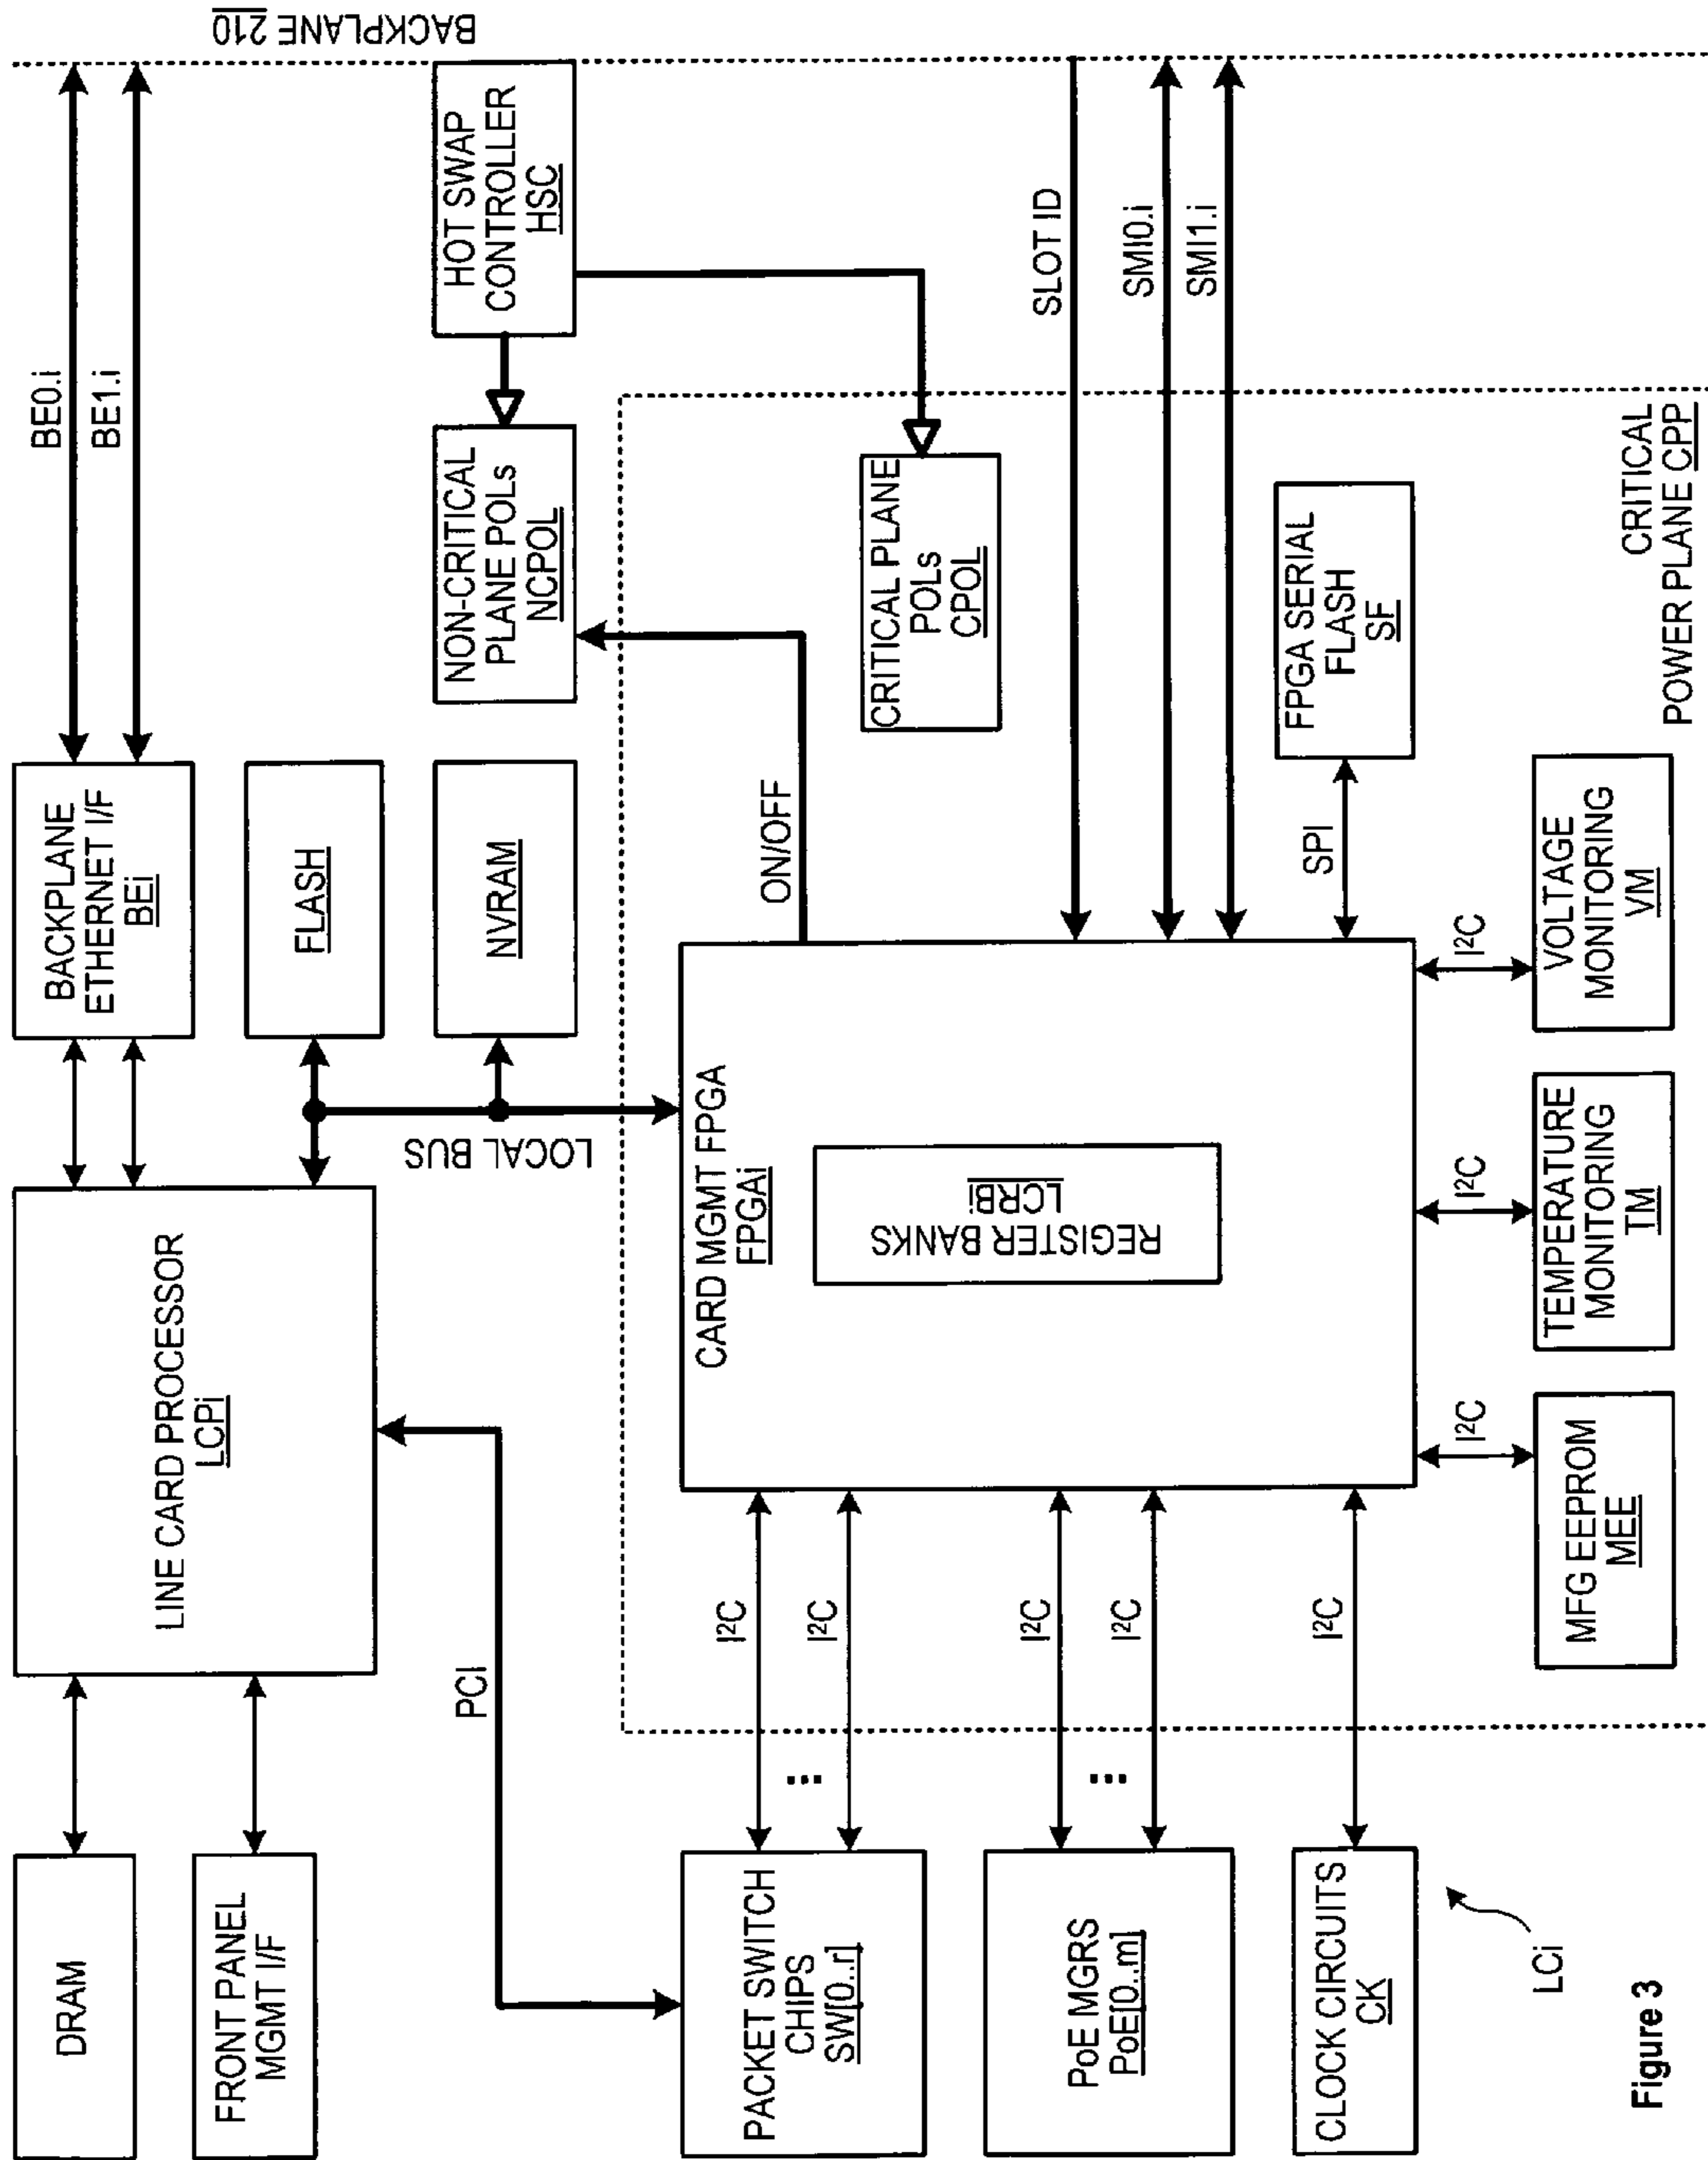 DRAM
FRONT PANEL
MGMT I/F
LINE CARD PROCESSOR
LCPi
BACKPLANE
ETHERNET I/F
BEi
BE0.i
BE1.i
BACKPLANE 210
FLASH
NVRAM
LOCAL BUS
PCI
HOT SWAP
CONTROLLER
HSC
NON-CRITICAL
PLANE POLs
NCPOL
ON/OFF
CRITICAL PLANE
POLs
CPOL
PACKET SWITCH
CHIPS
SW[0..r]
I²C
...
I²C
PoE MGRS
PoE[0..m]
I²C
...
I²C
CLOCK CIRCUITS
CK
I²C
CARD MGMT FPGA
FPGAi
REGISTER BANKS
LCRBi
SLOT ID
SMI0.i
SMI1.i
SPI
FPGA SERIAL
FLASH
SF
I²C
MFG EEPROM
MEE
I²C
TEMPERATURE
MONITORING
TM
I²C
VOLTAGE
MONITORING
VM
CRITICAL
POWER PLANE CPP
LCi
Figure 3